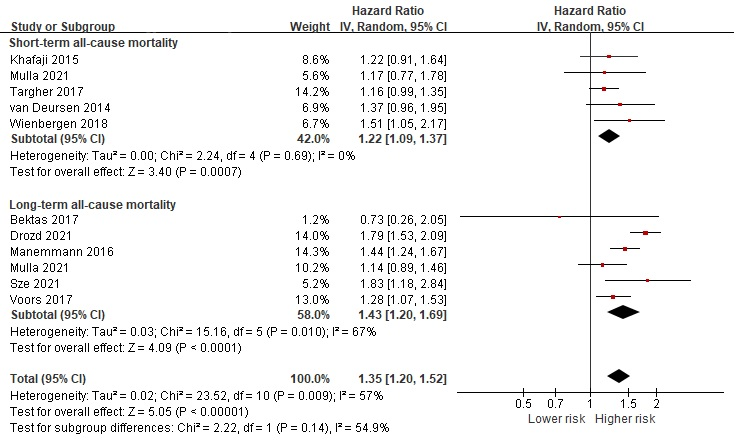 Hazard Ratio Hazard Ratio
Study or Subgroup Weight IV, Random, 95% CI IV, Random, 95% CI
Short-term all-cause mortality
Khafaji 2015 8.6% 1.22 [0.91, 1.64]
Mulla 2021 5.6% 1.17 [0.77, 1.78]
Targher 2017 14.2% 1.16 [0.99, 1.35]
van Deursen 2014 6.9% 1.37 [0.96, 1.95]
Wienbergen 2018 6.7% 1.51 [1.05, 2.17]
Subtotal (95% CI) 42.0% 1.22 [1.09, 1.37]
Heterogeneity: Tau² = 0.00; Chi² = 2.24, df = 4 (P = 0.69); I² = 0%
Test for overall effect: Z = 3.40 (P = 0.0007)
Long-term all-cause mortality
Bektas 2017 1.2% 0.73 [0.26, 2.05]
Drozd 2021 14.0% 1.79 [1.53, 2.09]
Manemmann 2016 14.3% 1.44 [1.24, 1.67]
Mulla 2021 10.2% 1.14 [0.89, 1.46]
Sze 2021 5.2% 1.83 [1.18, 2.84]
Voors 2017 13.0% 1.28 [1.07, 1.53]
Subtotal (95% CI) 58.0% 1.43 [1.20, 1.69]
Heterogeneity: Tau² = 0.03; Chi² = 15.16, df = 5 (P = 0.010); I² = 67%
Test for overall effect: Z = 4.09 (P < 0.0001)
Total (95% CI) 100.0% 1.35 [1.20, 1.52]
Heterogeneity: Tau² = 0.02; Chi² = 23.52, df = 10 (P = 0.009); I² = 57%
Test for overall effect: Z = 5.05 (P < 0.00001)
Test for subgroup differences: Chi² = 2.22, df = 1 (P = 0.14), I² = 54.9%
0.5 0.7 1 1.5 2
Lower risk Higher risk